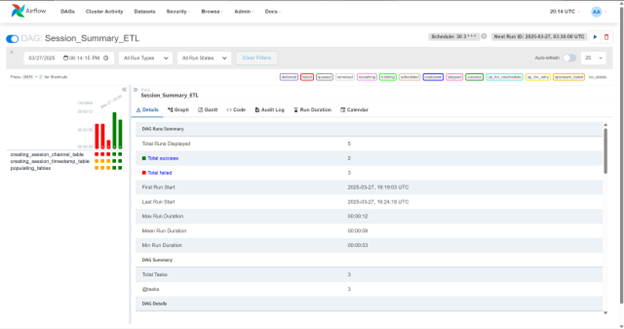 Airflow DAGs Cluster Activity Datasets Security Browse Admin Docs 20:14 UTC AA
DAG: Session_Summary_ETL Schedule: 30 3 * * * Next Run ID: 2025-03-27, 03:30:00 UTC
03/27/2025 06:14:15 PM All Run Types All Run States Clear Filters Auto-refresh 25
Press shift + / for Shortcuts deferred failed queued removed restarting running scheduled shutdown skipped success up_for_reschedule up_for_retry upstream_failed no_status
DAG
Session_Summary_ETL
Details Graph Gantt Code Audit Log Run Duration Calendar
Duration
00:00:12
00:00:06
00:00:00
creating_session_channel_table
creating_session_timestamp_table
populating_tables
DAG Runs Summary
Total Runs Displayed 5
Total success 2
Total failed 3
First Run Start 2025-03-27, 18:19:03 UTC
Last Run Start 2025-03-27, 18:24:18 UTC
Max Run Duration 00:00:12
Mean Run Duration 00:00:08
Min Run Duration 00:00:03
DAG Summary
Total Tasks 3
@tasks 3
DAG Details